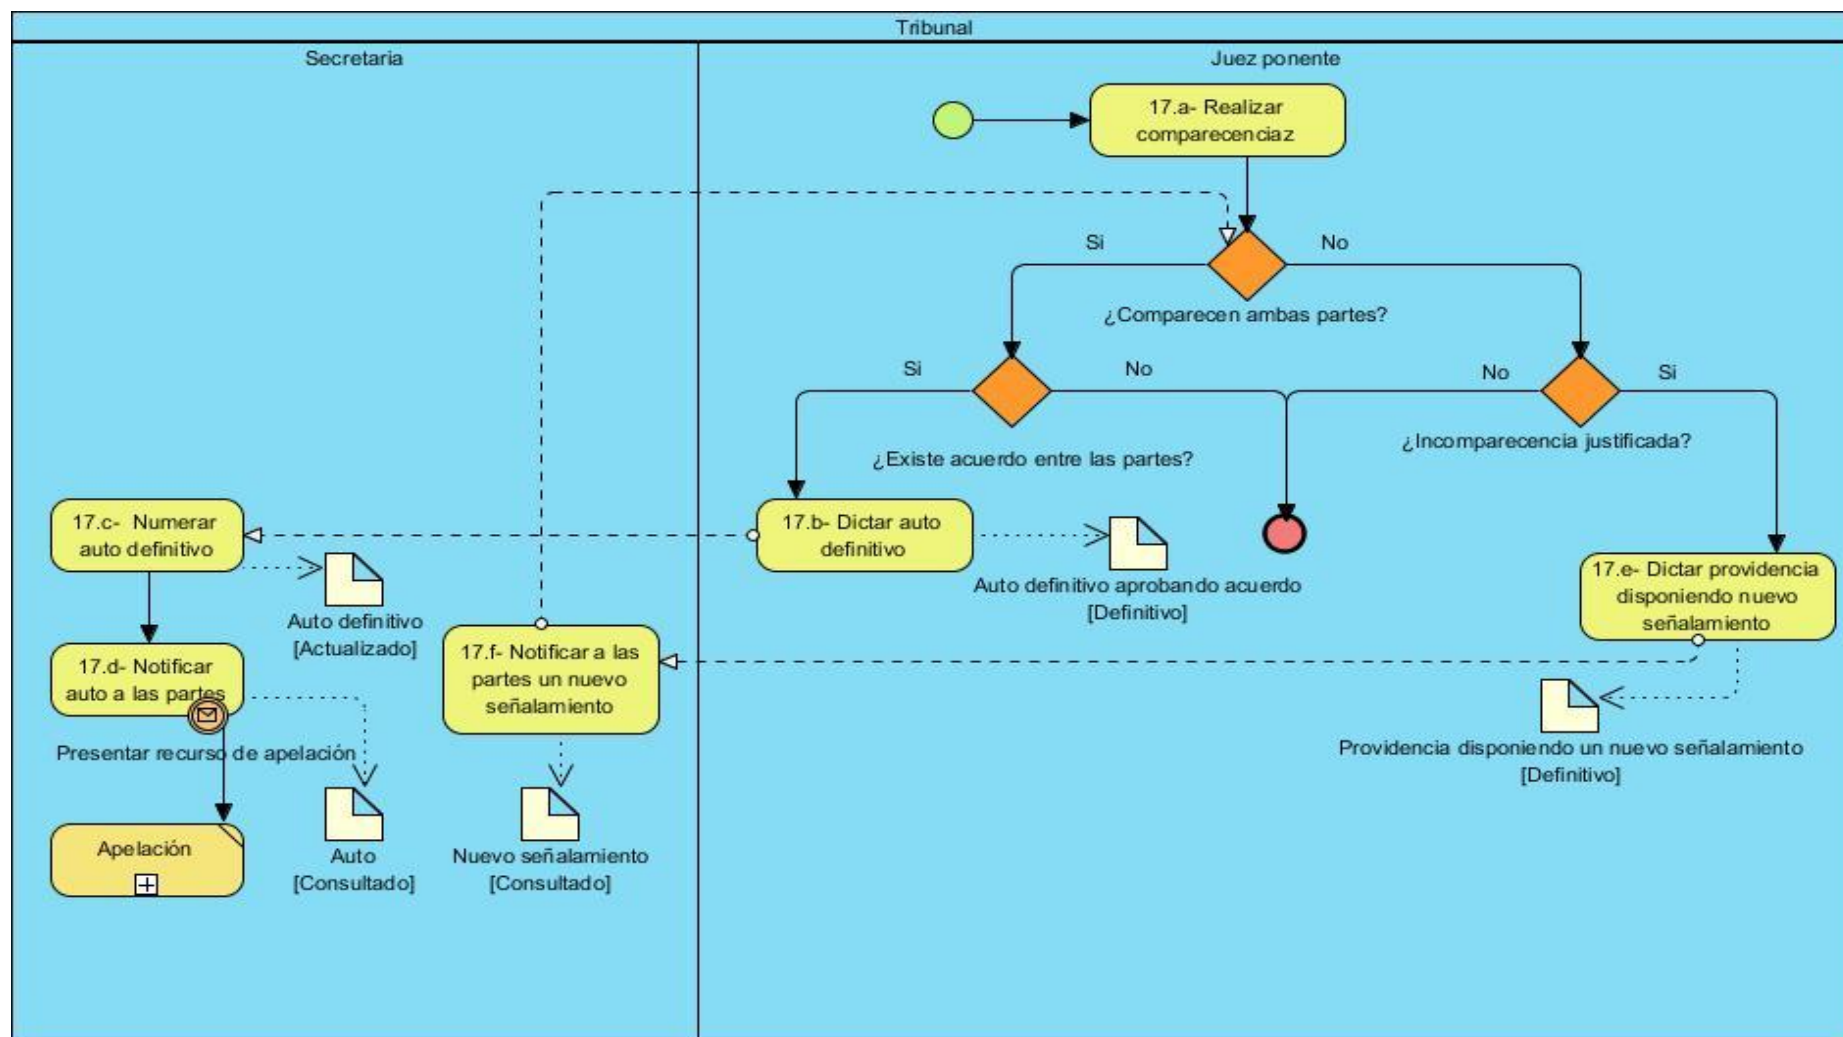 Tribunal
Secretaria
Juez ponente
17.a- Realizar
comparecenciaz
Si
No
¿Comparecen ambas partes?
Si
No
No
Si
¿Existe acuerdo entre las partes?
¿Incomparecencia justificada?
17.c- Numerar
auto definitivo
17.b- Dictar auto
definitivo
Auto definitivo aprobando acuerdo
[Definitivo]
17.e- Dictar providencia
disponiendo nuevo
señalamiento
Auto definitivo
[Actualizado]
17.d- Notificar
auto a las partes
17.f- Notificar a las
partes un nuevo
señalamiento
Presentar recurso de apelación
Providencia disponiendo un nuevo señalamiento
[Definitivo]
Apelación
Auto
[Consultado]
Nuevo señalamiento
[Consultado]